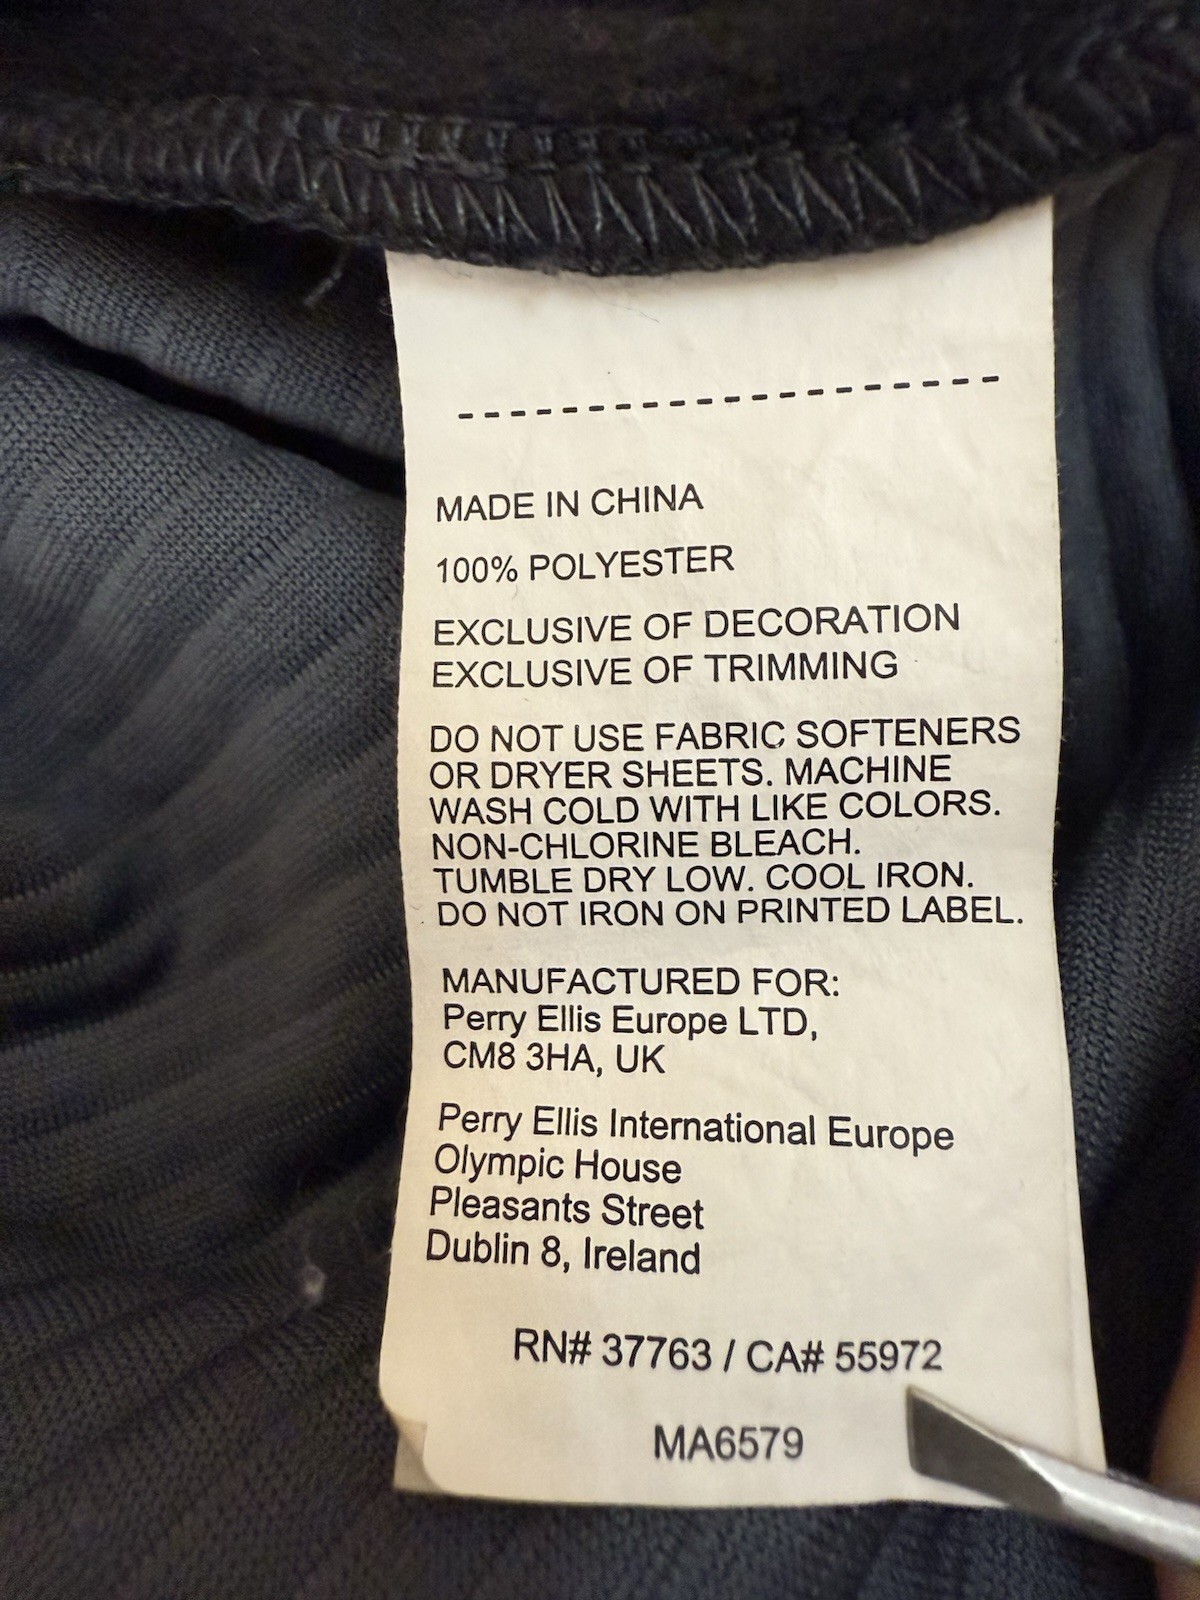 MADE IN CHINA
100% POLYESTER
EXCLUSIVE OF DECORATION
EXCLUSIVE OF TRIMMING
DO NOT USE FABRIC SOFTENERS
OR DRYER SHEETS. MACHINE
WASH COLD WITH LIKE COLORS.
NON-CHLORINE BLEACH.
TUMBLE DRY LOW. COOL IRON.
DO NOT IRON ON PRINTED LABEL.
MANUFACTURED FOR:
Perry Ellis Europe LTD,
CM8 3HA, UK
Perry Ellis International Europe
Olympic House
Pleasants Street
Dublin 8, Ireland
RN# 37763 / CA# 55972
MA6579